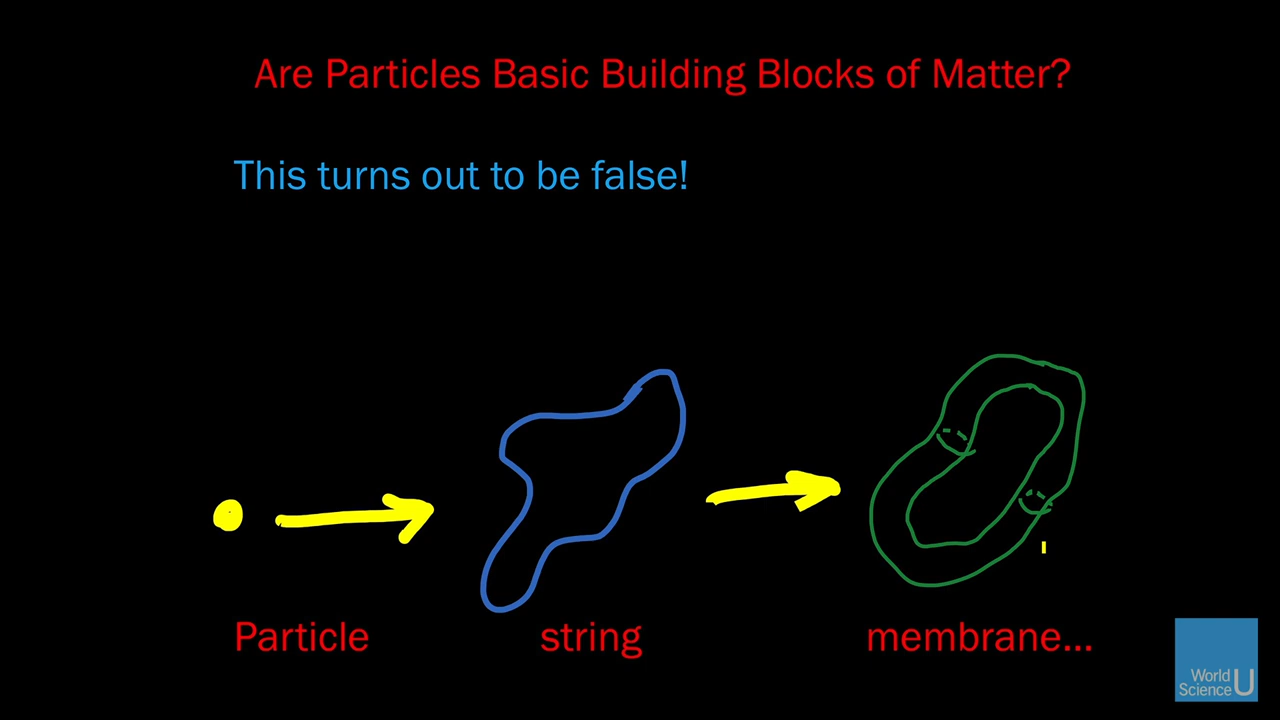 Are Particles Basic Building Blocks of Matter?
This turns out to be false!
Particle
string
membrane...
World
Science U